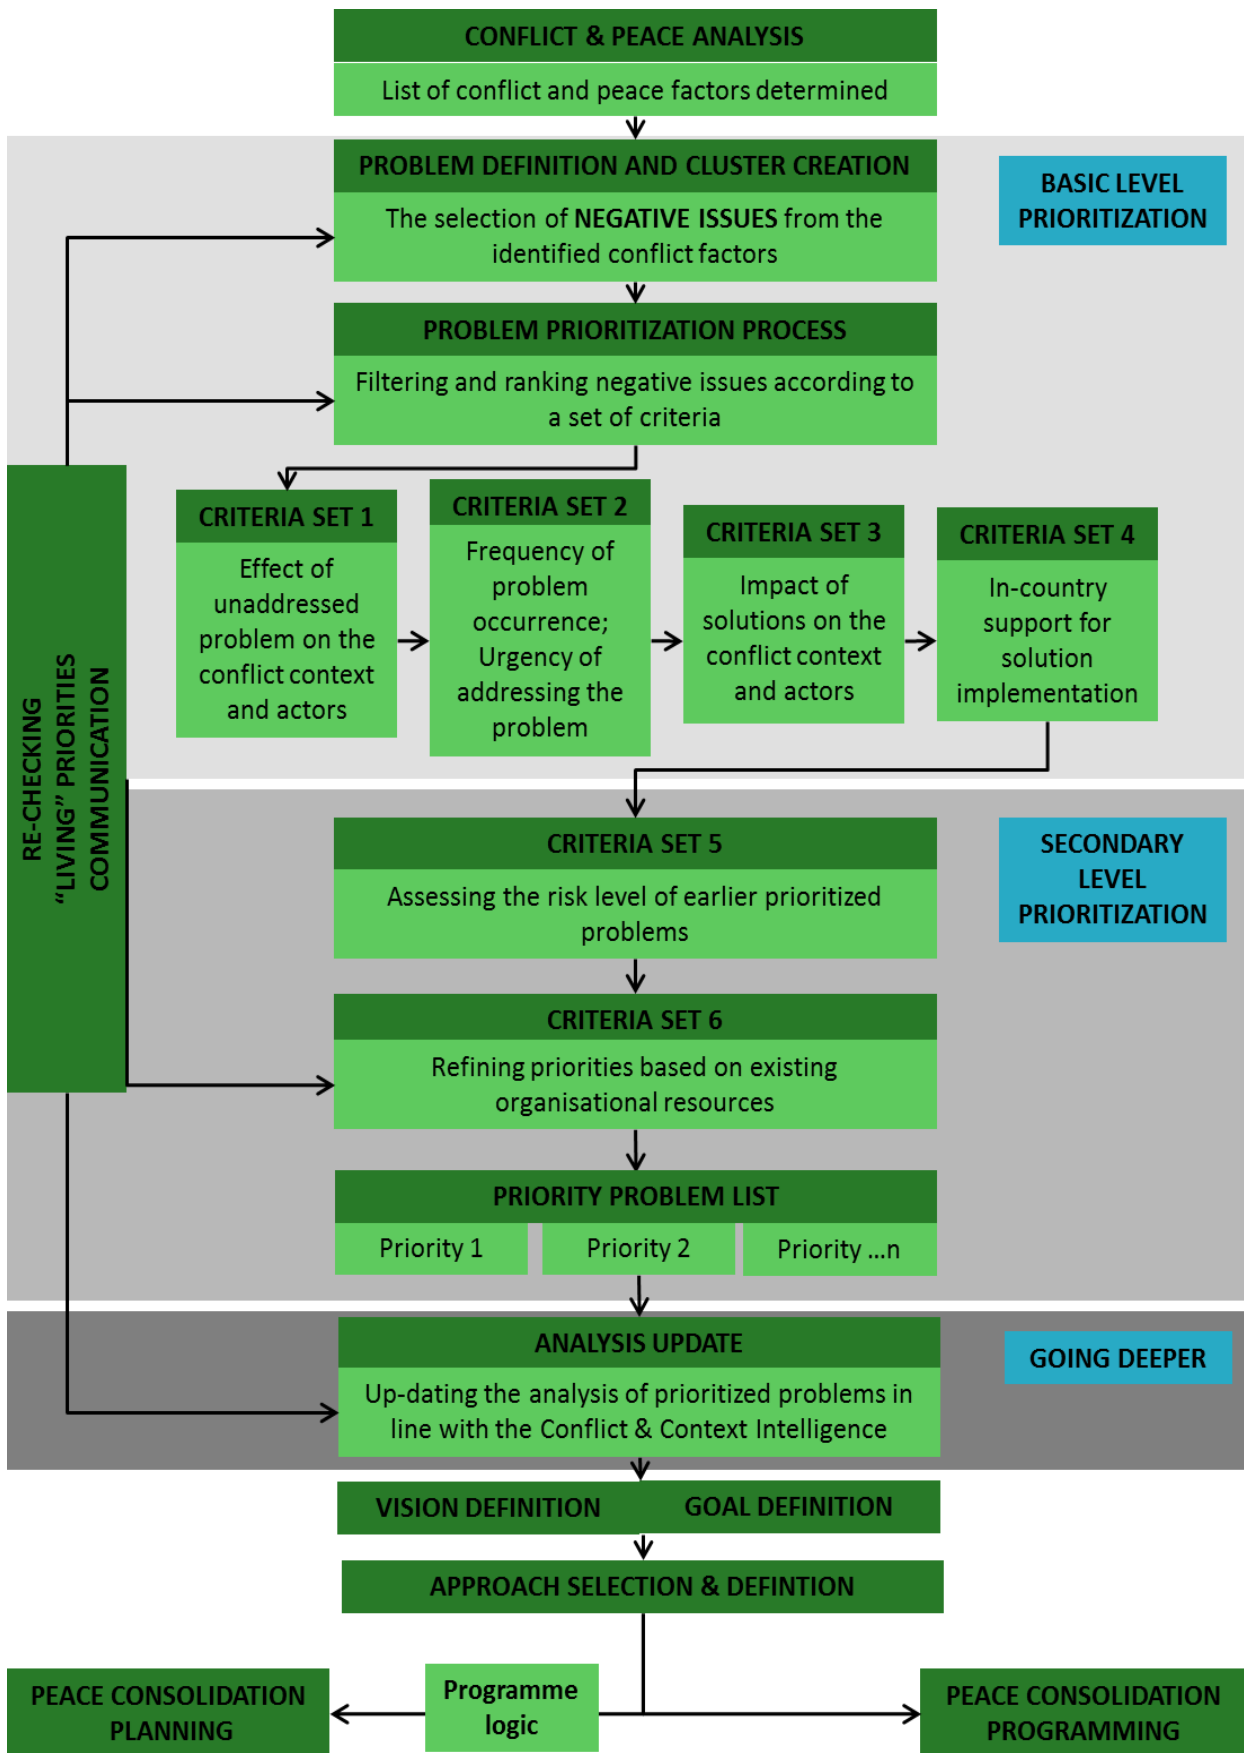 CONFLICT & PEACE ANALYSIS
List of conflict and peace factors determined
PROBLEM DEFINITION AND CLUSTER CREATION
The selection of NEGATIVE ISSUES from the
identified conflict factors
BASIC LEVEL
PRIORITIZATION
PROBLEM PRIORITIZATION PROCESS
Filtering and ranking negative issues according to
a set of criteria
CRITERIA SET 1
Effect of
unaddressed
problem on the
conflict context
and actors
CRITERIA SET 2
Frequency of
problem
occurrence;
Urgency of
addressing the
problem
CRITERIA SET 3
Impact of
solutions on the
conflict context
and actors
CRITERIA SET 4
In-country
support for
solution
implementation
RE-CHECKING
“LIVING” PRIORITIES
COMMUNICATION
CRITERIA SET 5
Assessing the risk level of earlier prioritized
problems
SECONDARY
LEVEL
PRIORITIZATION
CRITERIA SET 6
Refining priorities based on existing
organisational resources
PRIORITY PROBLEM LIST
Priority 1
Priority 2
Priority ...n
ANALYSIS UPDATE
Up-dating the analysis of prioritized problems in
line with the Conflict & Context Intelligence
GOING DEEPER
VISION DEFINITION
GOAL DEFINITION
APPROACH SELECTION & DEFINTION
PEACE CONSOLIDATION
PLANNING
Programme
logic
PEACE CONSOLIDATION
PROGRAMMING